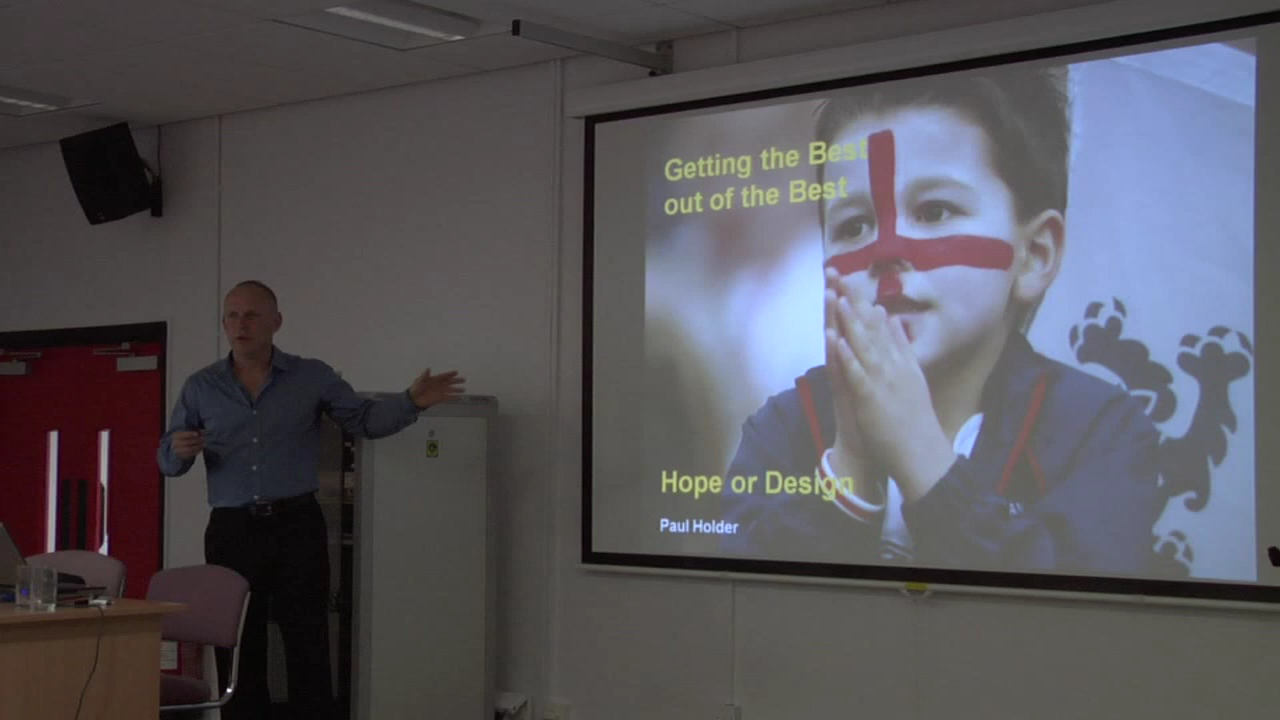 Getting the Best
out of the Best
Hope or Design
Paul Holder